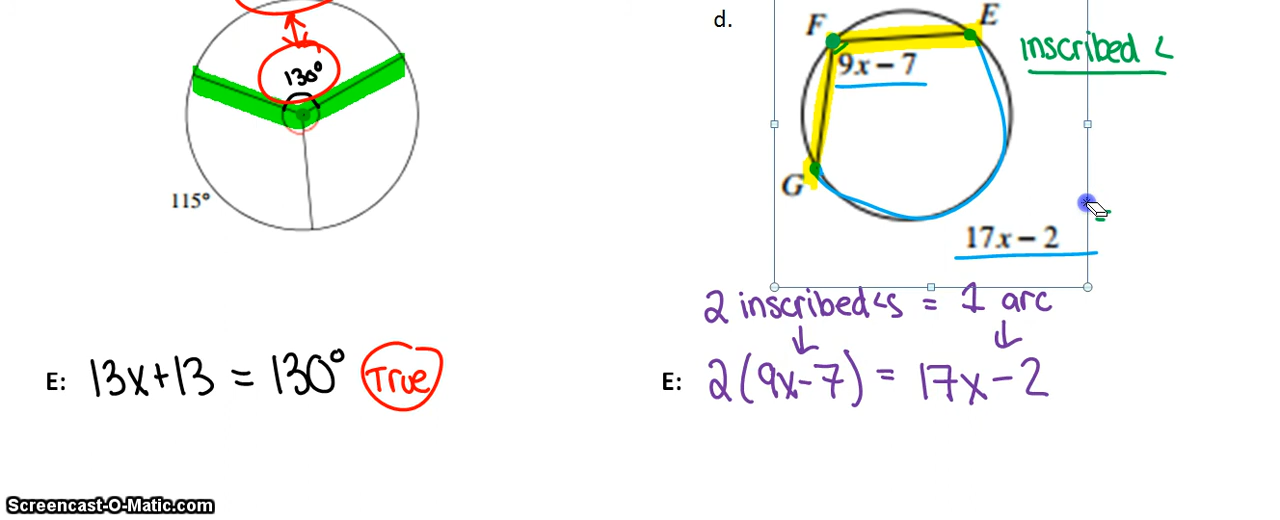 130°
115°
E: 13x+13 = 130° True
d.
F
E
inscribed <
9x – 7
G
17x – 2
2 inscribed <s = 1 arc
E: 2(9x-7) = 17x-2
Screencast-O-Matic.com